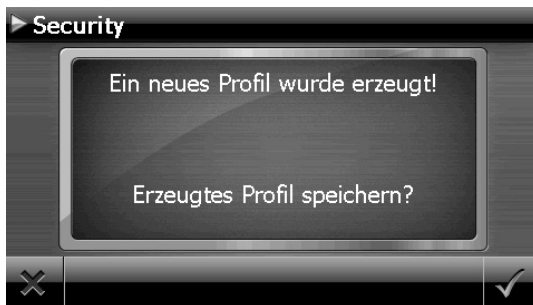 Security
Ein neues Profil wurde erzeugt!
Erzeugtes Profil speichern?